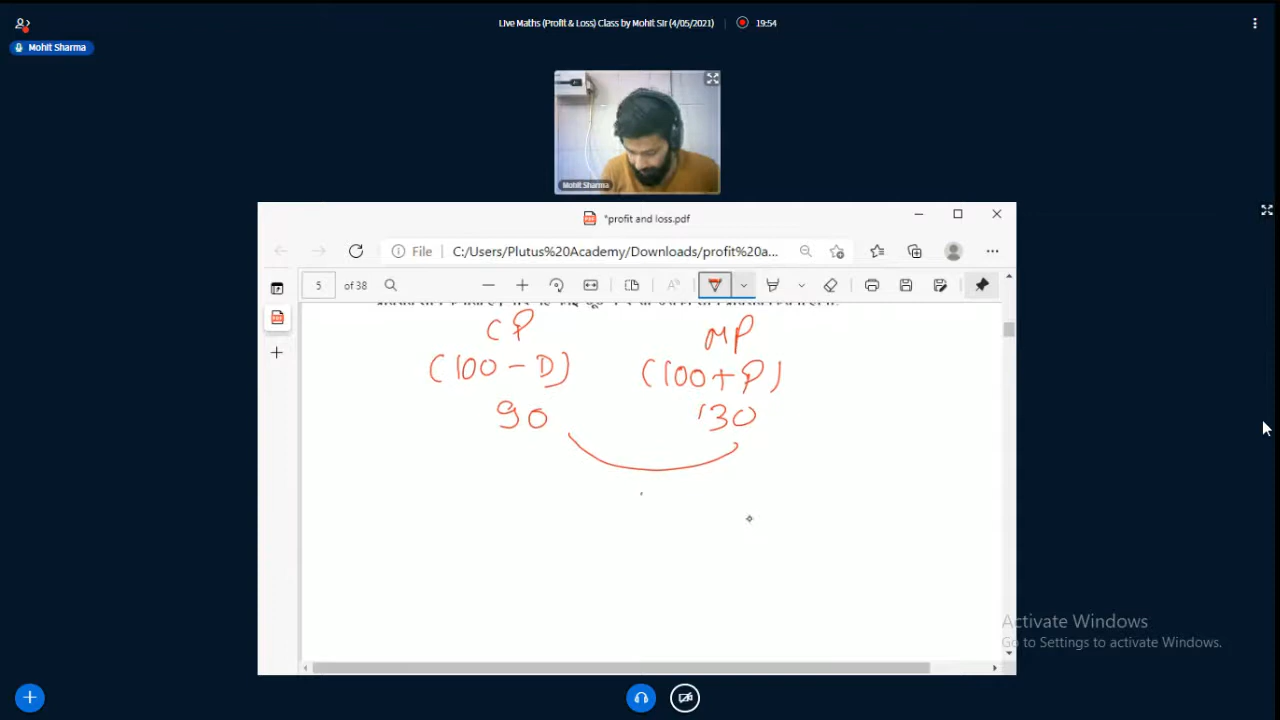 Live Maths (Profit & Loss) Class by Mohit Sir (4/05/2021)
19:54
Mohit Sharma
Mohit Sharma
*profit and loss.pdf
File
C:/Users/Plutus%20Academy/Downloads/profit%20a...
5 of 38
CP MP
(100 - D) (100 + P)
90 130
Activate Windows
Go to Settings to activate Windows.